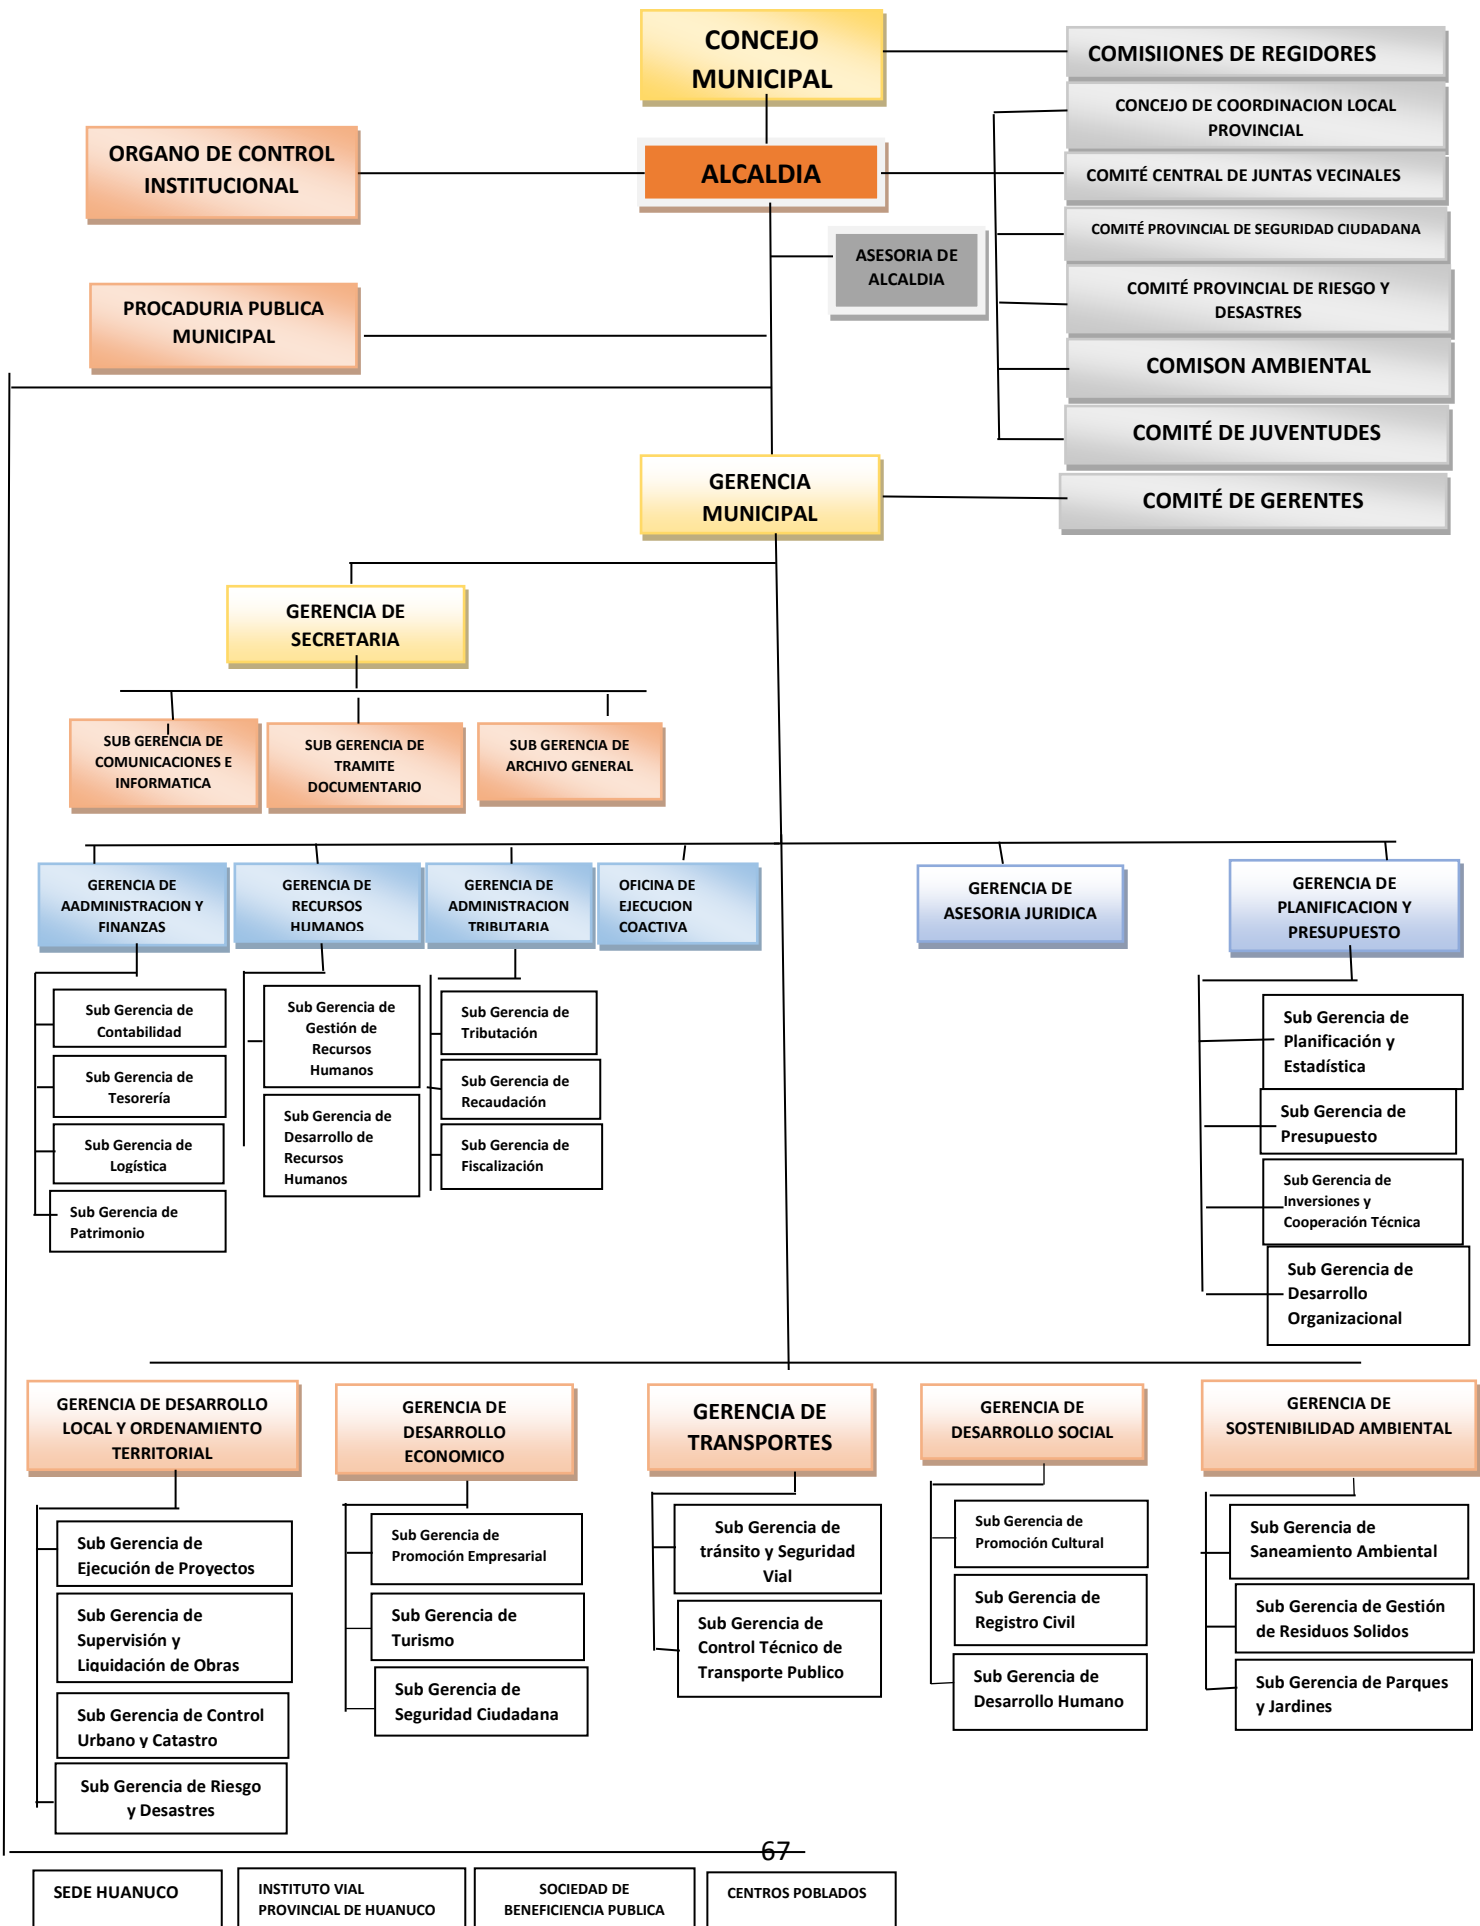 CONCEJO
MUNICIPAL
COMISIIONES DE REGIDORES
CONCEJO DE COORDINACION LOCAL
PROVINCIAL
ORGANO DE CONTROL
INSTITUCIONAL
ALCALDIA
COMITÉ CENTRAL DE JUNTAS VECINALES
COMITÉ PROVINCIAL DE SEGURIDAD CIUDADANA
ASESORIA DE
ALCALDIA
COMITÉ PROVINCIAL DE RIESGO Y
DESASTRES
PROCADURIA PUBLICA
MUNICIPAL
COMISON AMBIENTAL
COMITÉ DE JUVENTUDES
GERENCIA
MUNICIPAL
COMITÉ DE GERENTES
GERENCIA DE
SECRETARIA
SUB GERENCIA DE
COMUNICACIONES E
INFORMATICA
SUB GERENCIA DE
TRAMITE
DOCUMENTARIO
SUB GERENCIA DE
ARCHIVO GENERAL
GERENCIA DE
AADMINISTRACION Y
FINANZAS
GERENCIA DE
RECURSOS
HUMANOS
GERENCIA DE
ADMINISTRACION
TRIBUTARIA
OFICINA DE
EJECUCION
COACTIVA
GERENCIA DE
ASESORIA JURIDICA
GERENCIA DE
PLANIFICACION Y
PRESUPUESTO
Sub Gerencia de
Contabilidad
Sub Gerencia de
Tesorería
Sub Gerencia de
Logística
Sub Gerencia de
Patrimonio
Sub Gerencia de
Gestión de
Recursos
Humanos
Sub Gerencia de
Desarrollo de
Recursos
Humanos
Sub Gerencia de
Tributación
Sub Gerencia de
Recaudación
Sub Gerencia de
Fiscalización
Sub Gerencia de
Planificación y
Estadística
Sub Gerencia de
Presupuesto
Sub Gerencia de
Inversiones y
Cooperación Técnica
Sub Gerencia de
Desarrollo
Organizacional
GERENCIA DE DESARROLLO
LOCAL Y ORDENAMIENTO
TERRITORIAL
GERENCIA DE
DESARROLLO
ECONOMICO
GERENCIA DE
TRANSPORTES
GERENCIA DE
DESARROLLO SOCIAL
GERENCIA DE
SOSTENIBILIDAD AMBIENTAL
Sub Gerencia de
Ejecución de Proyectos
Sub Gerencia de
Supervisión y
Liquidación de Obras
Sub Gerencia de Control
Urbano y Catastro
Sub Gerencia de Riesgo
y Desastres
Sub Gerencia de
Promoción Empresarial
Sub Gerencia de
Turismo
Sub Gerencia de
Seguridad Ciudadana
Sub Gerencia de
tránsito y Seguridad
Vial
Sub Gerencia de
Control Técnico de
Transporte Publico
Sub Gerencia de
Promoción Cultural
Sub Gerencia de
Registro Civil
Sub Gerencia de
Desarrollo Humano
Sub Gerencia de
Saneamiento Ambiental
Sub Gerencia de Gestión
de Residuos Solidos
Sub Gerencia de Parques
y Jardines
67
SEDE HUANUCO
INSTITUTO VIAL
PROVINCIAL DE HUANUCO
SOCIEDAD DE
BENEFICIENCIA PUBLICA
CENTROS POBLADOS